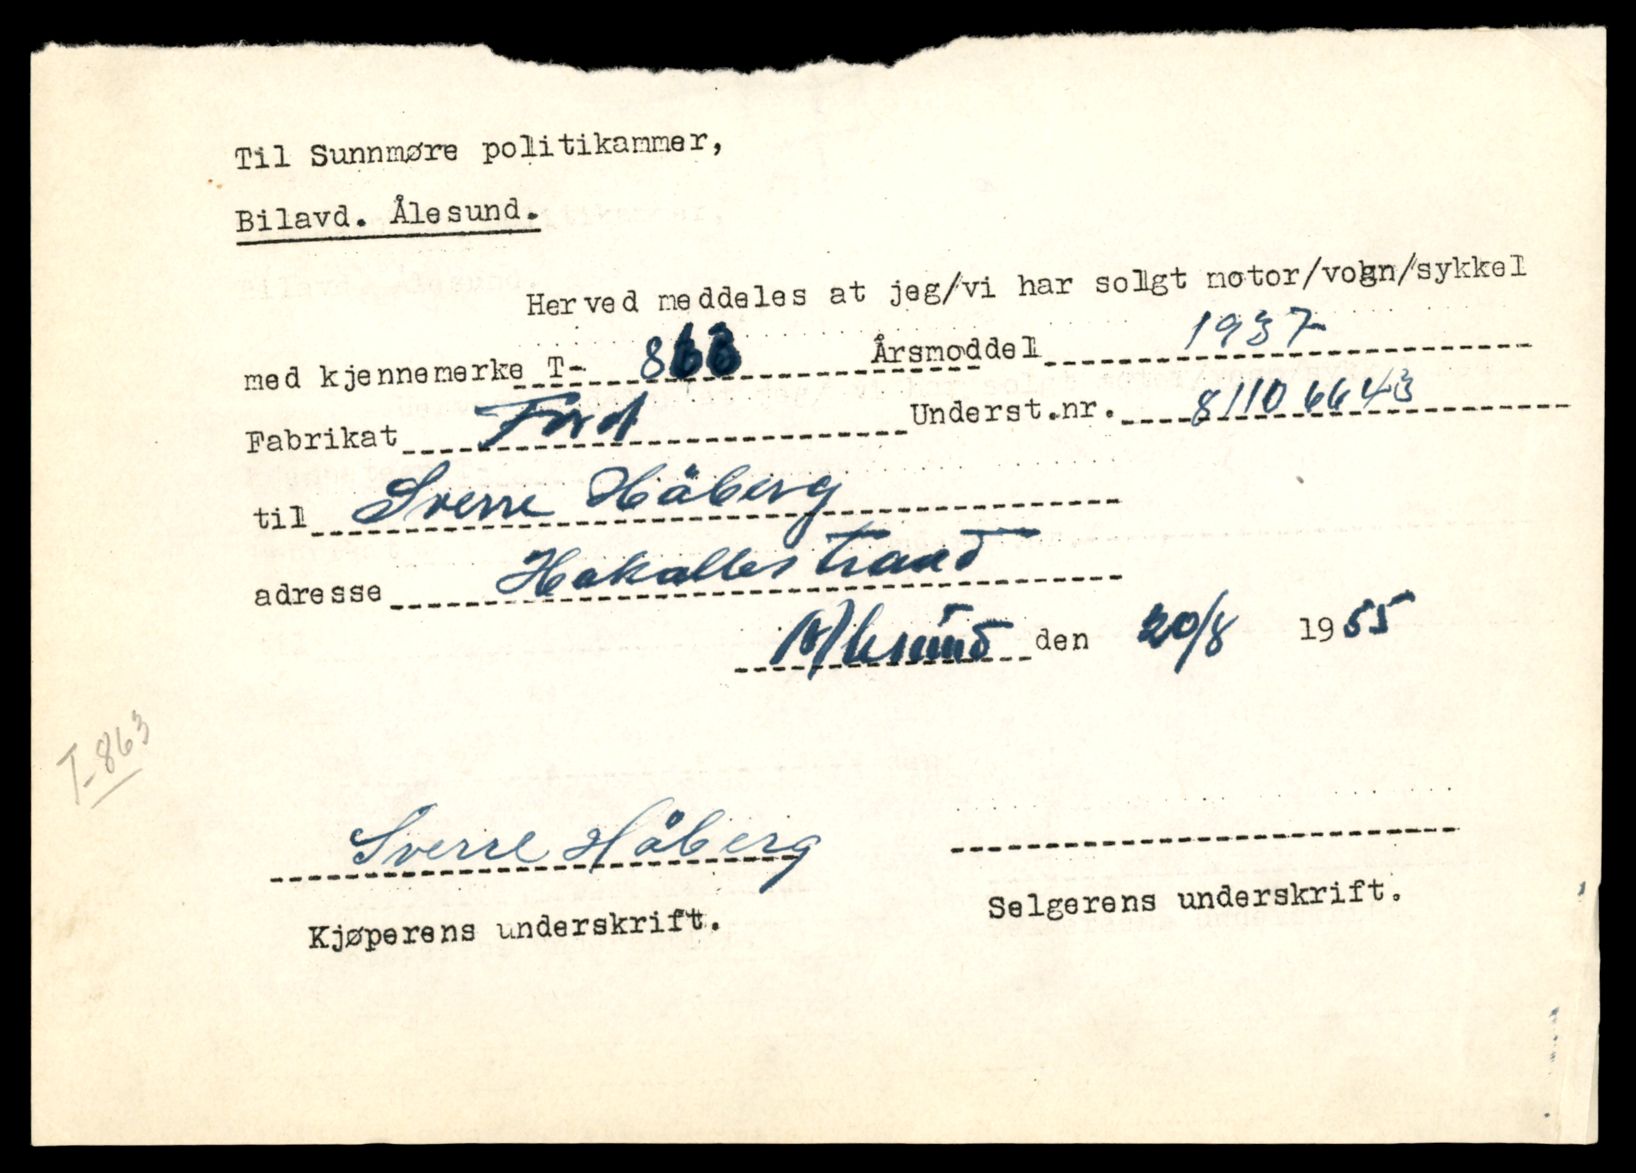 Til Sunnmøre politikammer,
Bilavd. Ålesund.
Herved meddeles at jeg/vi har solgt motor/vogn/sykkel
med kjennemerke T- 863 Årsmoddel 1937
Fabrikat Ford Underst.nr. 81106643
til Sverre Håberg
adresse Hakallestrand
Ålesund den 20/8 1955
T-863
Sverre Håberg
Kjøperens underskrift. Selgerens underskrift.